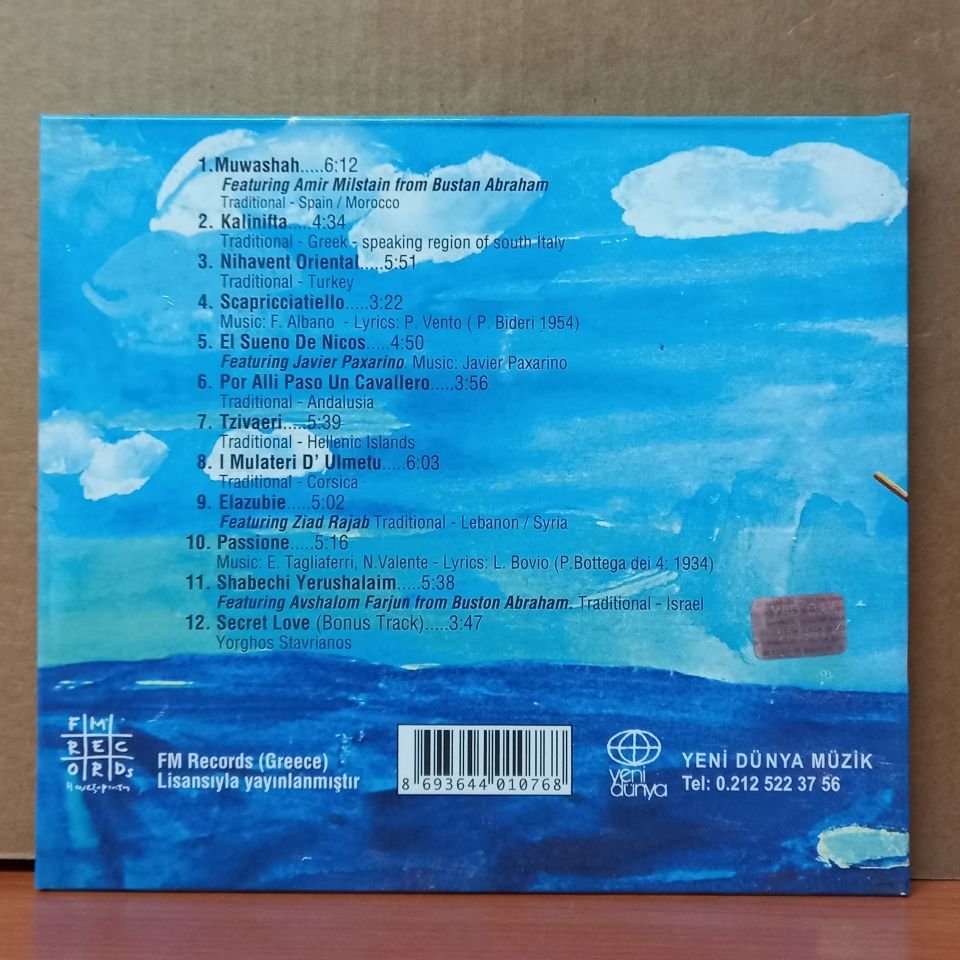 1.Muwashah.....6:12
Featuring Amir Milstain from Bustan Abraham
Traditional - Spain / Morocco
2. Kalinifta.....4:34
Traditional - Greek - speaking region of south Italy
3. Nihavent Oriental.....5:51
Traditional - Turkey
4. Scapricciatiello.....3:22
Music: F. Albano - Lyrics: P. Vento ( P. Bideri 1954)
5. El Sueno De Nicos.....4:50
Featuring Javier Paxarino. Music: Javier Paxarino
6. Por Alli Paso Un Cavallero.....3:56
Traditional - Andalusia
7. Tzivaeri.....5:39
Traditional - Hellenic Islands
8. I Mulateri D' Ulmetu.....6:03
Traditional - Corsica
9. Elazubie.....5:02
Featuring Ziad Rajab Traditional - Lebanon / Syria
10. Passione.....5:16
Music: E. Tagliaferri, N.Valente - Lyrics: L. Bovio (P.Bottega dei 4: 1934)
11. Shabechi Yerushalaim.....5:38
Featuring Avshalom Farjun from Buston Abraham. Traditional - Israel
12. Secret Love (Bonus Track).....3:47
Yorghos Stavrianos
FM
REC
ORDs
FM Records (Greece)
Lisansıyla yayınlanmıştır
8 693644 010768
yeni
dünya
YENİ DÜNYA MÜZİK
Tel: 0.212 522 37 56